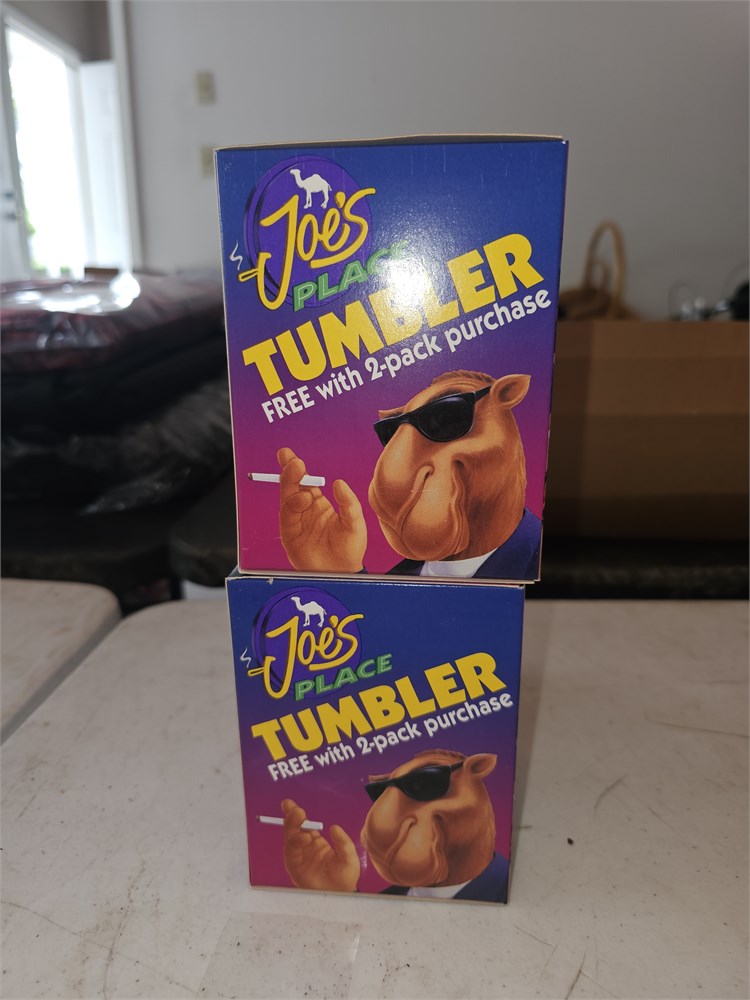 Joe's
PLACE
TUMBLER
FREE with 2-pack purchase
Joe's
PLACE
TUMBLER
FREE with 2-pack purchase